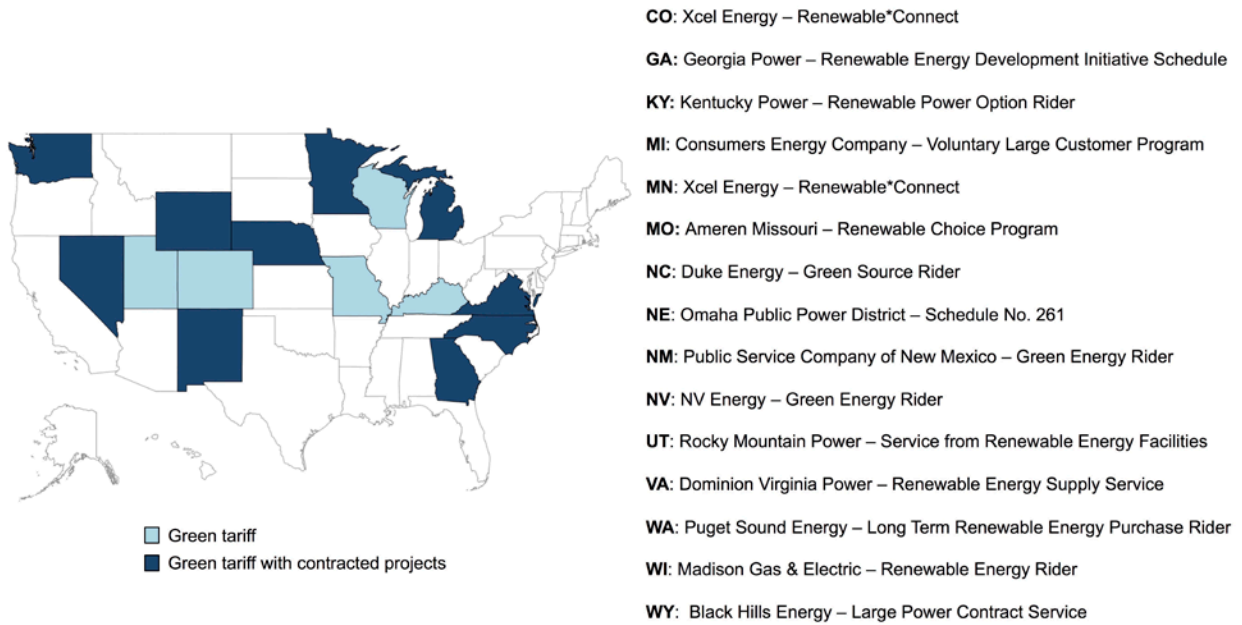 CO: Xcel Energy – Renewable*Connect
GA: Georgia Power – Renewable Energy Development Initiative Schedule
KY: Kentucky Power – Renewable Power Option Rider
MI: Consumers Energy Company – Voluntary Large Customer Program
MN: Xcel Energy – Renewable*Connect
MO: Ameren Missouri – Renewable Choice Program
NC: Duke Energy – Green Source Rider
NE: Omaha Public Power District – Schedule No. 261
NM: Public Service Company of New Mexico – Green Energy Rider
NV: NV Energy – Green Energy Rider
UT: Rocky Mountain Power – Service from Renewable Energy Facilities
VA: Dominion Virginia Power – Renewable Energy Supply Service
WA: Puget Sound Energy – Long Term Renewable Energy Purchase Rider
WI: Madison Gas & Electric – Renewable Energy Rider
WY: Black Hills Energy – Large Power Contract Service
Green tariff
Green tariff with contracted projects